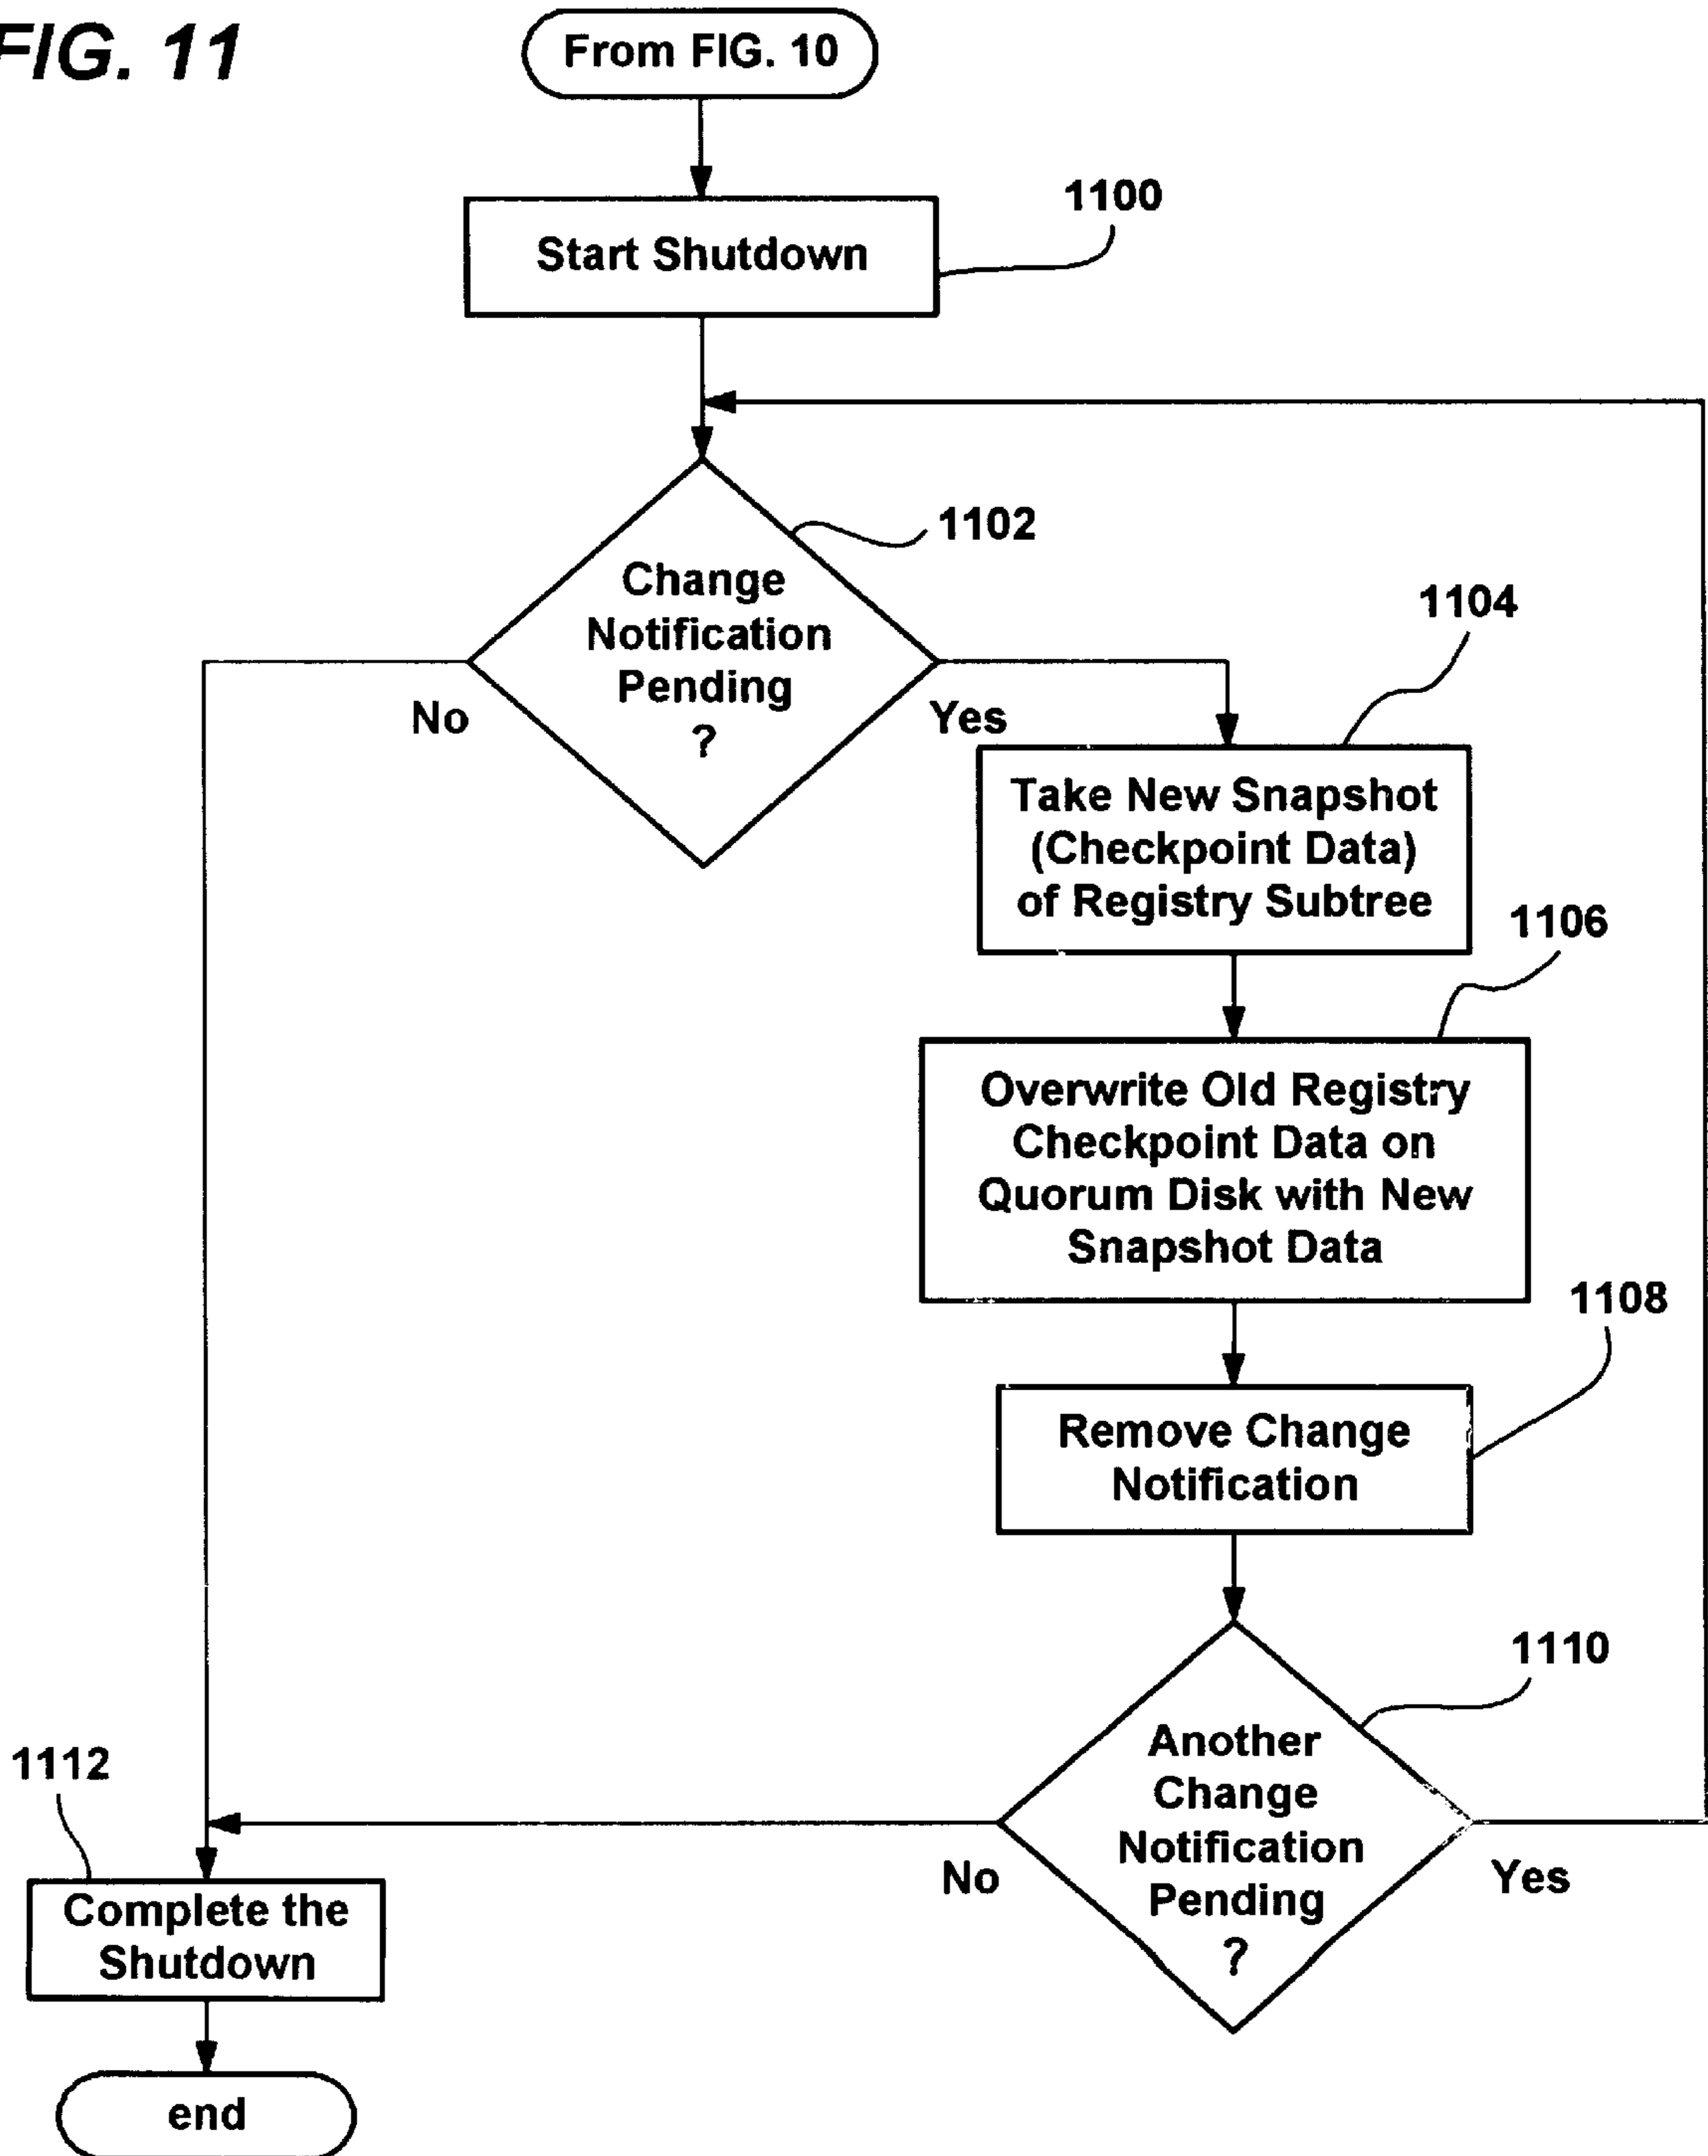 FIG. 11
From FIG. 10
1100
Start Shutdown
1102
Change
Notification
Pending
?
No
Yes
1104
Take New Snapshot
(Checkpoint Data)
of Registry Subtree
1106
Overwrite Old Registry
Checkpoint Data on
Quorum Disk with New
Snapshot Data
1108
Remove Change
Notification
1110
Another
Change
Notification
Pending
?
No
Yes
1112
Complete the
Shutdown
end